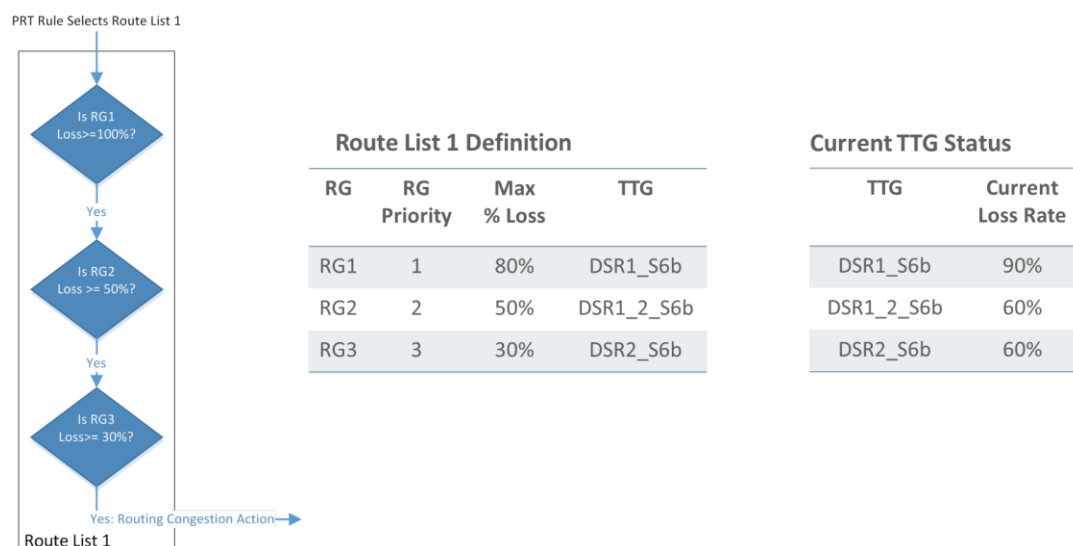 PRT Rule Selects Route List 1
Is RG1
Loss>=100%?
Yes
Is RG2
Loss >= 50%?
Yes
Is RG3
Loss>= 30%?
Yes: Routing Congestion Action
Route List 1
Route List 1 Definition
RG RG Priority Max % Loss TTG
RG1 1 80% DSR1_S6b
RG2 2 50% DSR1_2_S6b
RG3 3 30% DSR2_S6b
Current TTG Status
TTG Current Loss Rate
DSR1_S6b 90%
DSR1_2_S6b 60%
DSR2_S6b 60%